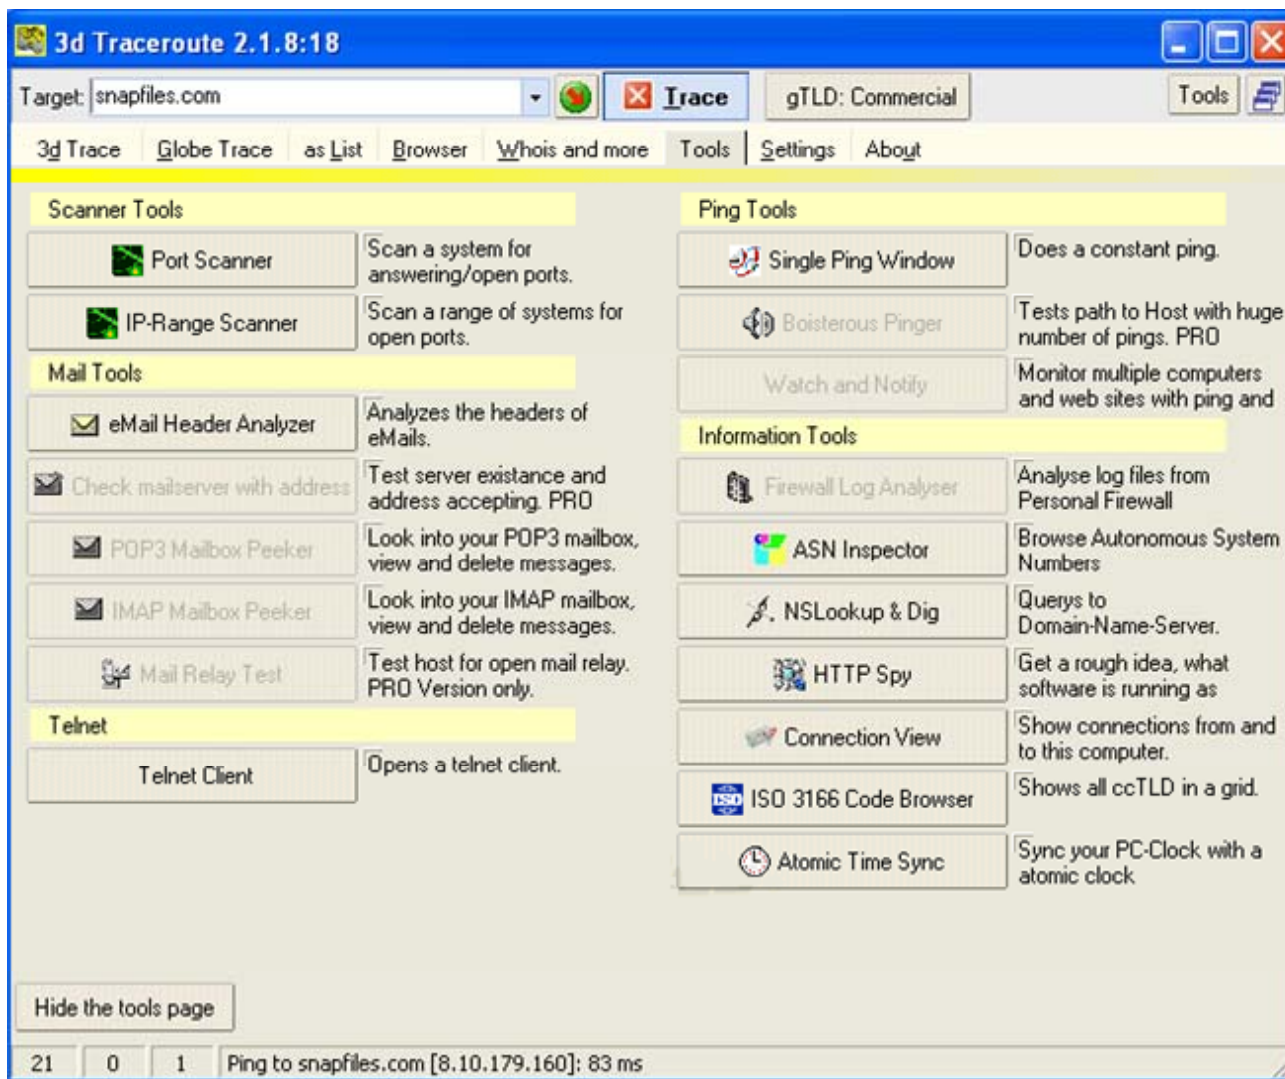 3d Traceroute 2.1.8:18
Target: snapfiles.com
Trace
gTLD: Commercial
Tools
3d Trace
Globe Trace
as List
Browser
Whois and more
Tools
Settings
About
Scanner Tools
Port Scanner
Scan a system for
answering/open ports.
IP-Range Scanner
Scan a range of systems for
open ports.
Mail Tools
eMail Header Analyzer
Analyzes the headers of
eMails.
Check mailserver with address
Test server existance and
address accepting. PRO
POP3 Mailbox Peeker
Look into your POP3 mailbox,
view and delete messages.
IMAP Mailbox Peeker
Look into your IMAP mailbox,
view and delete messages.
Mail Relay Test
Test host for open mail relay.
PRO Version only.
Telnet
Telnet Client
Opens a telnet client.
Ping Tools
Single Ping Window
Does a constant ping.
Boisterous Pinger
Tests path to Host with huge
number of pings. PRO
Watch and Notify
Monitor multiple computers
and web sites with ping and
Information Tools
Firewall Log Analyser
Analyse log files from
Personal Firewall
ASN Inspector
Browse Autonomous System
Numbers
NSLookup & Dig
Querys to
Domain-Name-Server.
HTTP Spy
Get a rough idea, what
software is running as
Connection View
Show connections from and
to this computer.
ISO
ISO 3166 Code Browser
Shows all ccTLD in a grid.
Atomic Time Sync
Sync your PC-Clock with a
atomic clock
Hide the tools page
21
0
1
Ping to snapfiles.com [8.10.179.160]: 83 ms